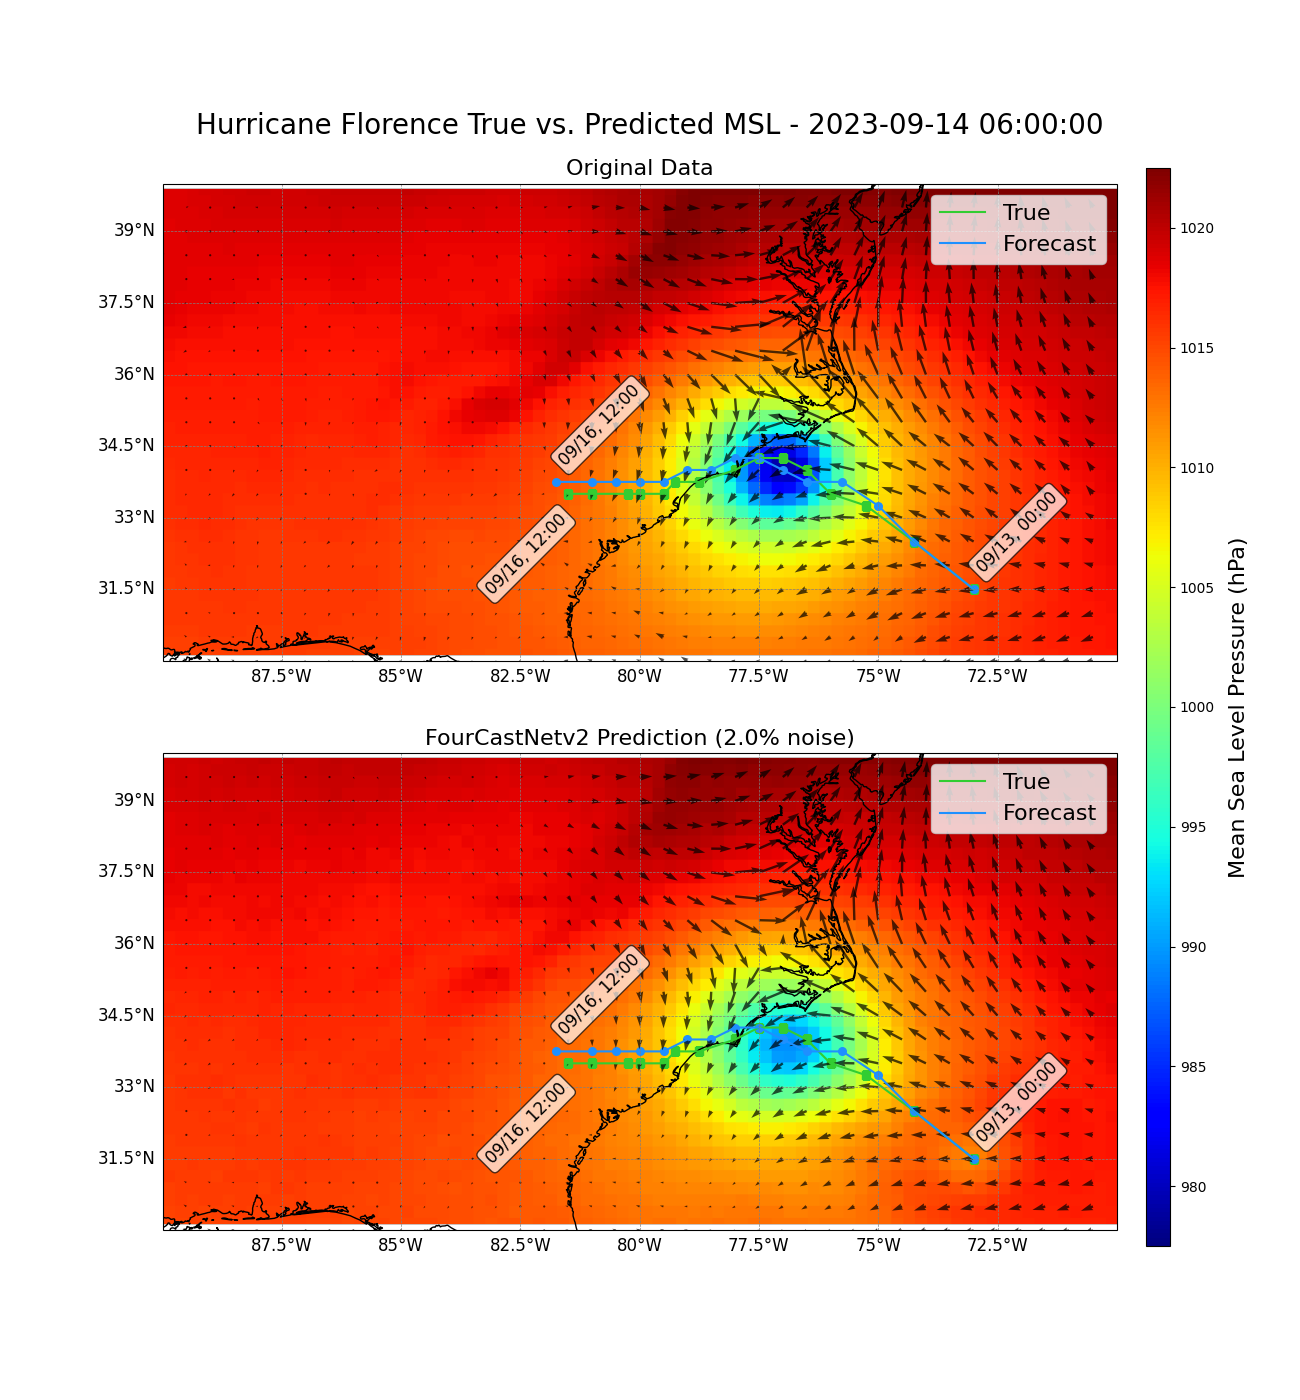 Hurricane Florence True vs. Predicted MSL - 2023-09-14 06:00:00
Original Data
True
Forecast
39°N
37.5°N
36°N
34.5°N
33°N
31.5°N
09/16, 12:00
09/16, 12:00
09/13, 00:00
87.5°W
85°W
82.5°W
80°W
77.5°W
75°W
72.5°W
FourCastNetv2 Prediction (2.0% noise)
True
Forecast
39°N
37.5°N
36°N
34.5°N
33°N
31.5°N
09/16, 12:00
09/16, 12:00
09/13, 00:00
87.5°W
85°W
82.5°W
80°W
77.5°W
75°W
72.5°W
1020
1015
1010
1005
1000
995
990
985
980
Mean Sea Level Pressure (hPa)